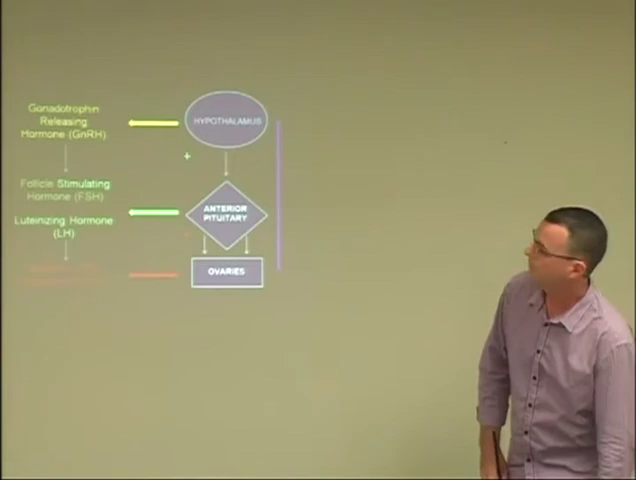 Gonadotrophin
Releasing
Hormone (GnRH)
HYPOTHALAMUS
+
Follicle Stimulating
Hormone (FSH)
Luteinizing Hormone
(LH)
ANTERIOR
PITUITARY
OVARIES